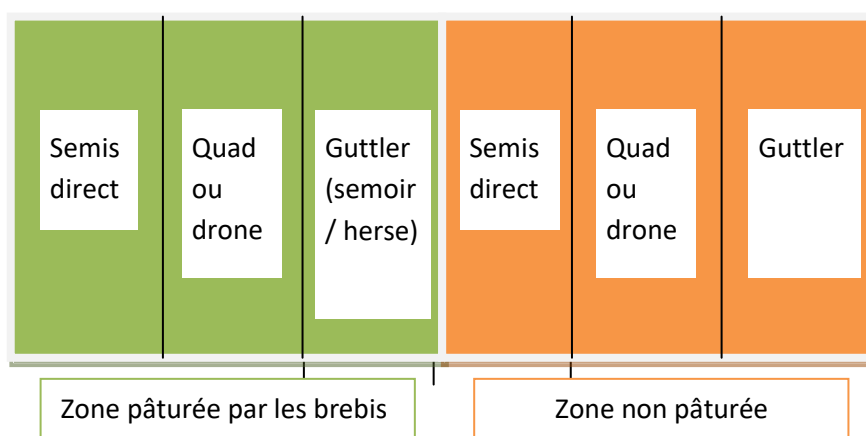 Semis
direct
Quad
ou
drone
Guttler
(semoir
/ herse)
Semis
direct
Quad
ou
drone
Guttler
Zone pâturée par les brebis
Zone non pâturée